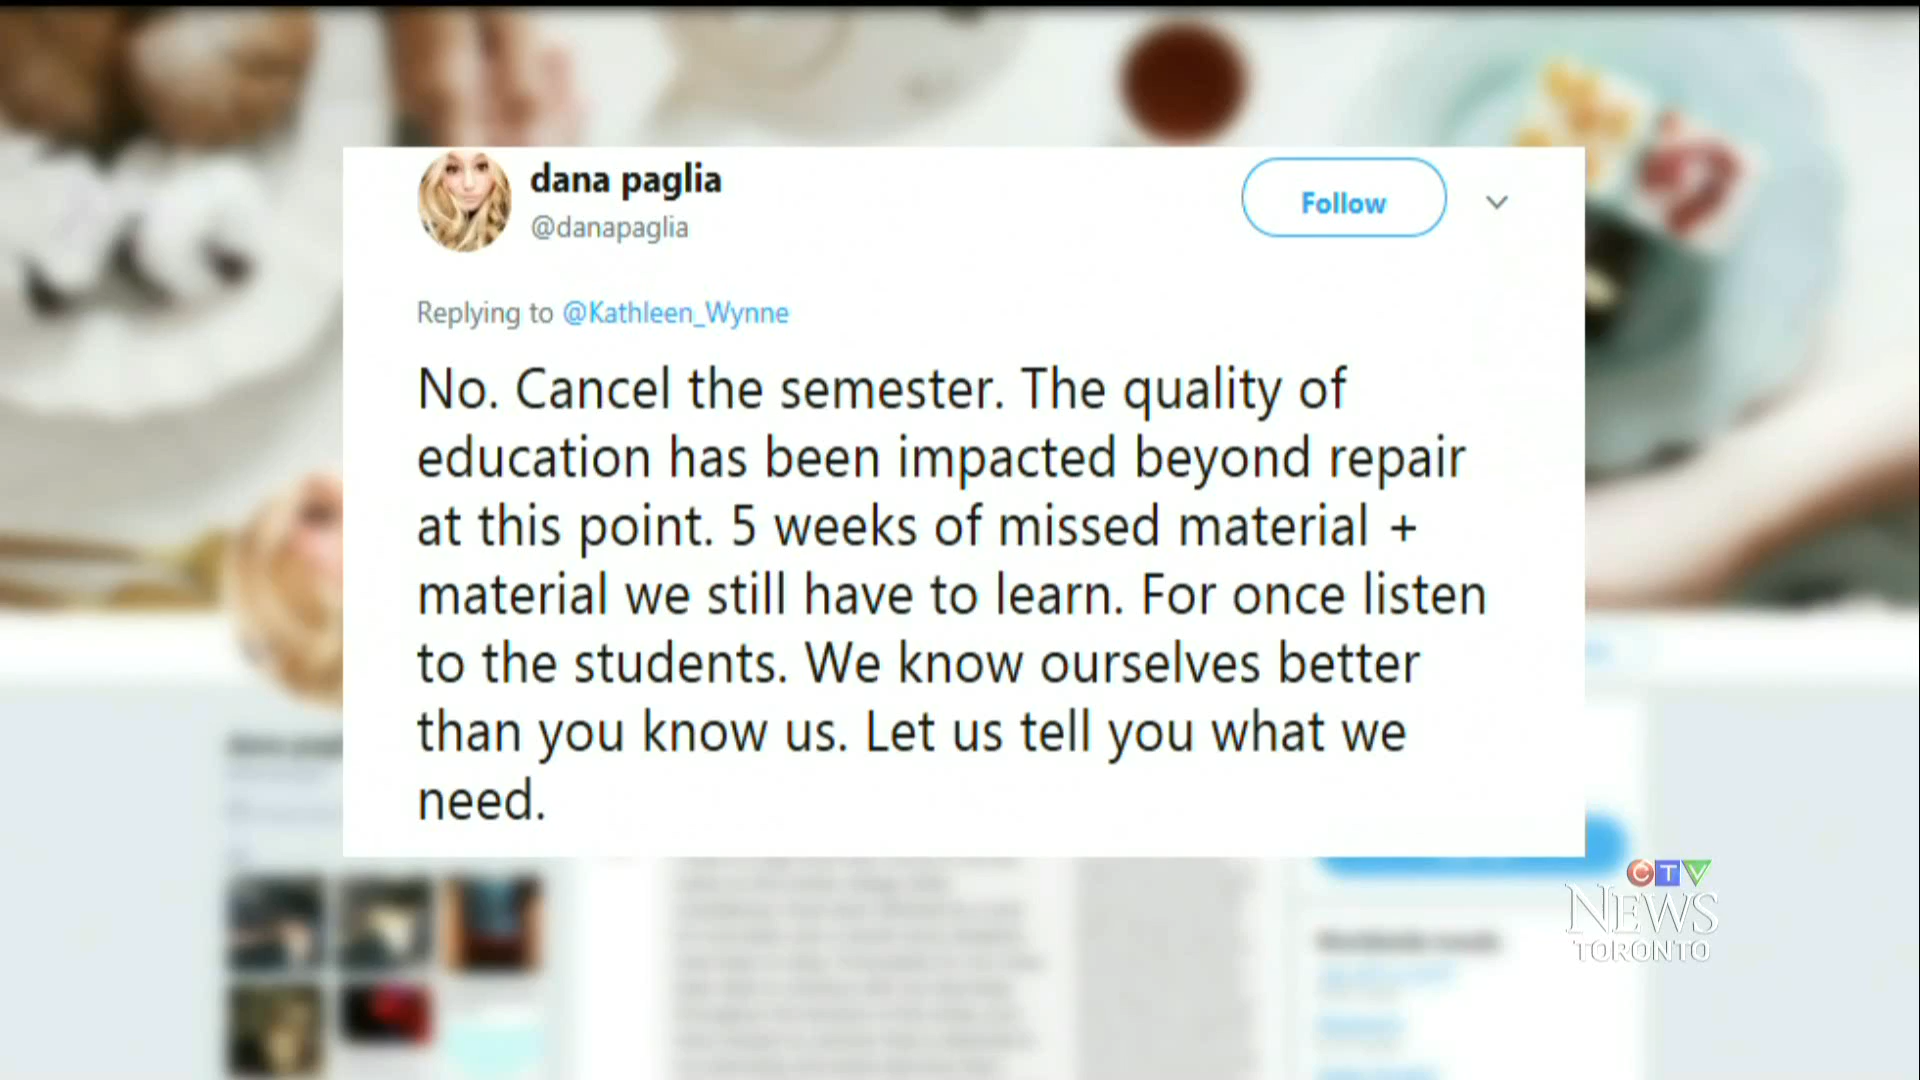 dana paglia
@danapaglia
Follow
Replying to @Kathleen_Wynne
No. Cancel the semester. The quality of
education has been impacted beyond repair
at this point. 5 weeks of missed material +
material we still have to learn. For once listen
to the students. We know ourselves better
than you know us. Let us tell you what we
need.
CTV
NEWS
TORONTO